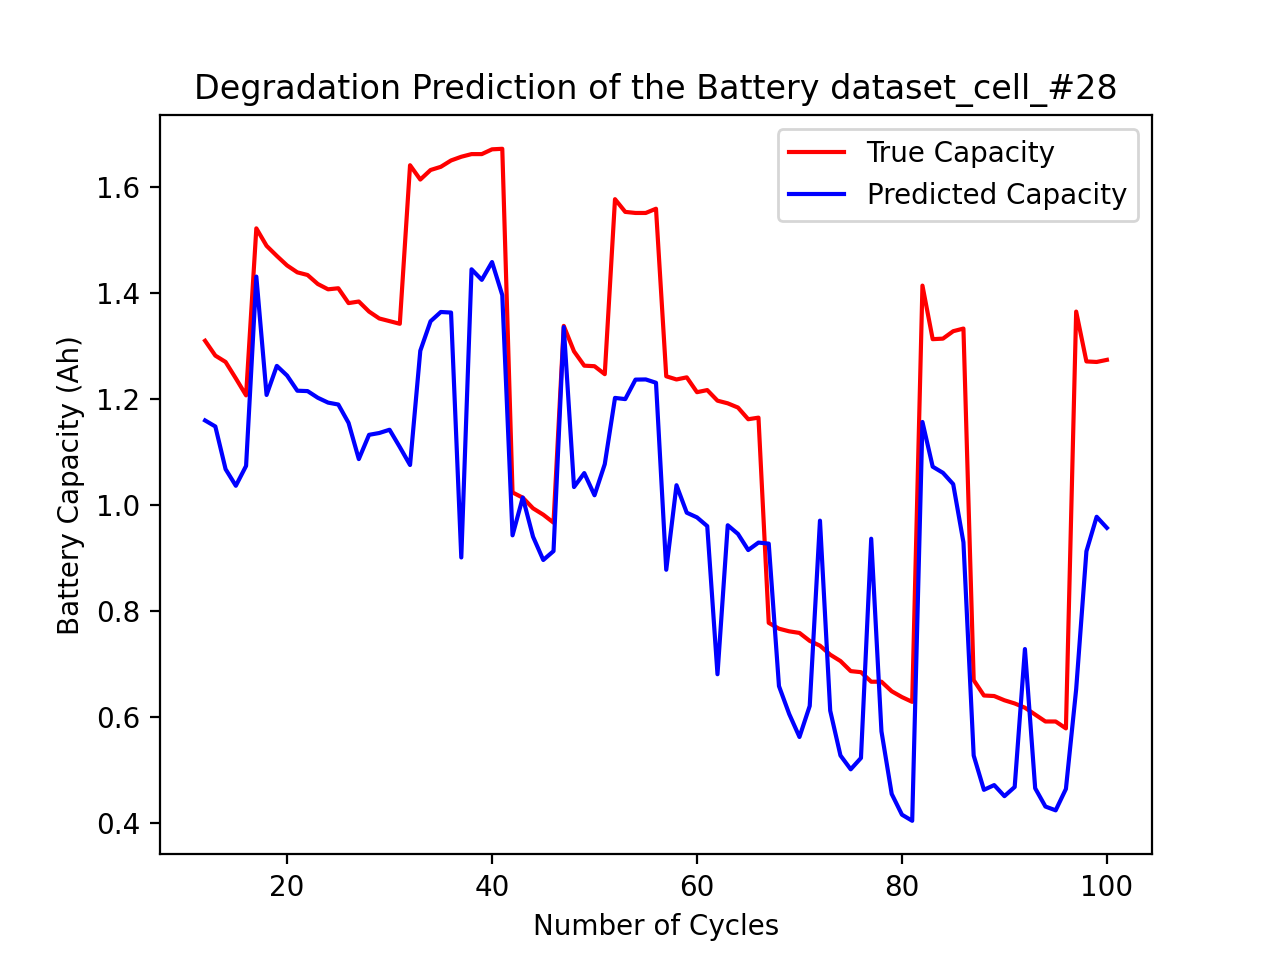 Degradation Prediction of the Battery dataset_cell_#28
True Capacity
Predicted Capacity
Battery Capacity (Ah)
1.6
1.4
1.2
1.0
0.8
0.6
0.4
20 40 60 80 100
Number of Cycles